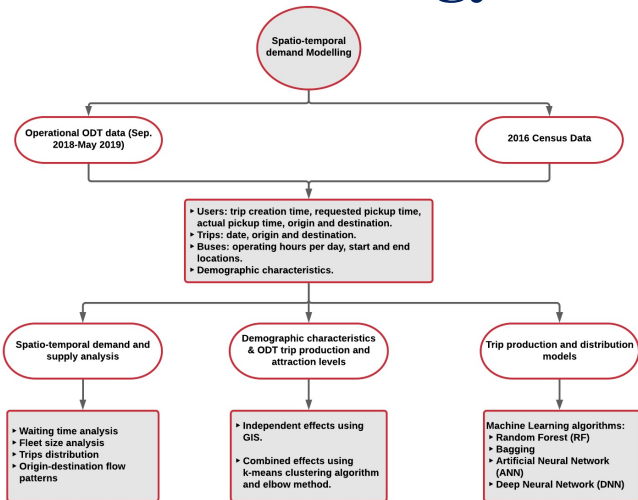 Spatio-temporal
demand Modelling
Operational ODT data (Sep.
2018-May 2019)
2016 Census Data
‣ Users: trip creation time, requested pickup time,
actual pickup time, origin and destination.
‣ Trips: date, origin and destination.
‣ Buses: operating hours per day, start and end
locations.
‣ Demographic characteristics.
Spatio-temporal demand and
supply analysis
Demographic characteristics
& ODT trip production and
attraction levels
Trip production and distribution
models
‣ Waiting time analysis
‣ Fleet size analysis
‣ Trips distribution
‣ Origin-destination flow
patterns
‣ Independent effects using
GIS.
‣ Combined effects using
k-means clustering algorithm
and elbow method.
Machine Learning algorithms:
‣ Random Forest (RF)
‣ Bagging
‣ Artificial Neural Network
(ANN)
‣ Deep Neural Network (DNN)